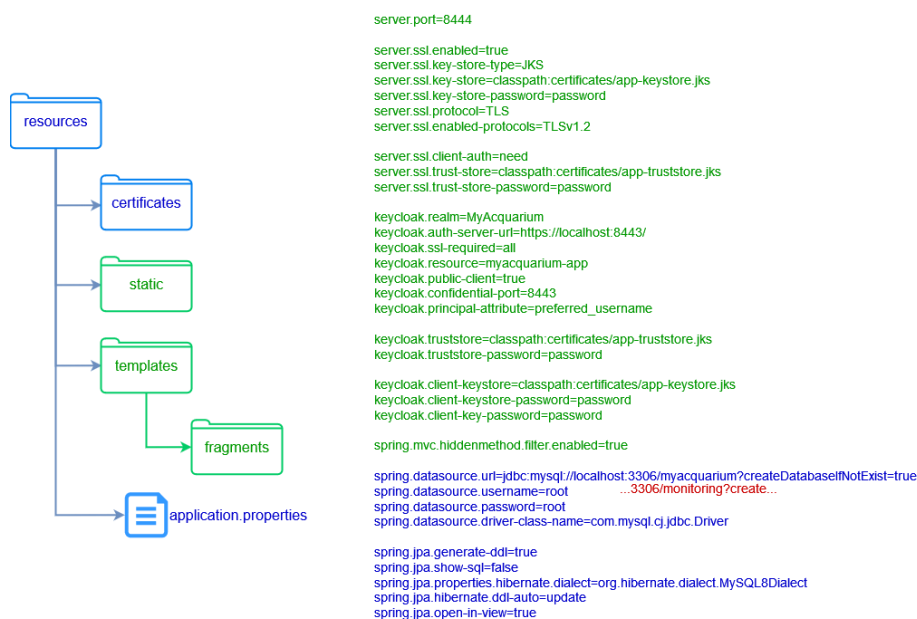 resources
certificates
static
templates
fragments
application.properties
server.port=8444
server.ssl.enabled=true
server.ssl.key-store-type=JKS
server.ssl.key-store=classpath:certificates/app-keystore.jks
server.ssl.key-store-password=password
server.ssl.protocol=TLS
server.ssl.enabled-protocols=TLSv1.2
server.ssl.client-auth=need
server.ssl.trust-store=classpath:certificates/app-truststore.jks
server.ssl.trust-store-password=password
keycloak.realm=MyAcquarium
keycloak.auth-server-url=https://localhost:8443/
keycloak.ssl-required=all
keycloak.resource=myacquarium-app
keycloak.public-client=true
keycloak.confidential-port=8443
keycloak.principal-attribute=preferred_username
keycloak.truststore=classpath:certificates/app-truststore.jks
keycloak.truststore-password=password
keycloak.client-keystore=classpath:certificates/app-keystore.jks
keycloak.client-keystore-password=password
keycloak.client-key-password=password
spring.mvc.hiddenmethod.filter.enabled=true
spring.datasource.url=jdbc:mysql://localhost:3306/myacquarium?createDatabaseIfNotExist=true
spring.datasource.username=root ...3306/monitoring?create...
spring.datasource.password=root
spring.datasource.driver-class-name=com.mysql.cj.jdbc.Driver
spring.jpa.generate-ddl=true
spring.jpa.show-sql=false
spring.jpa.properties.hibernate.dialect=org.hibernate.dialect.MySQL8Dialect
spring.jpa.hibernate.ddl-auto=update
spring.jpa.open-in-view=true